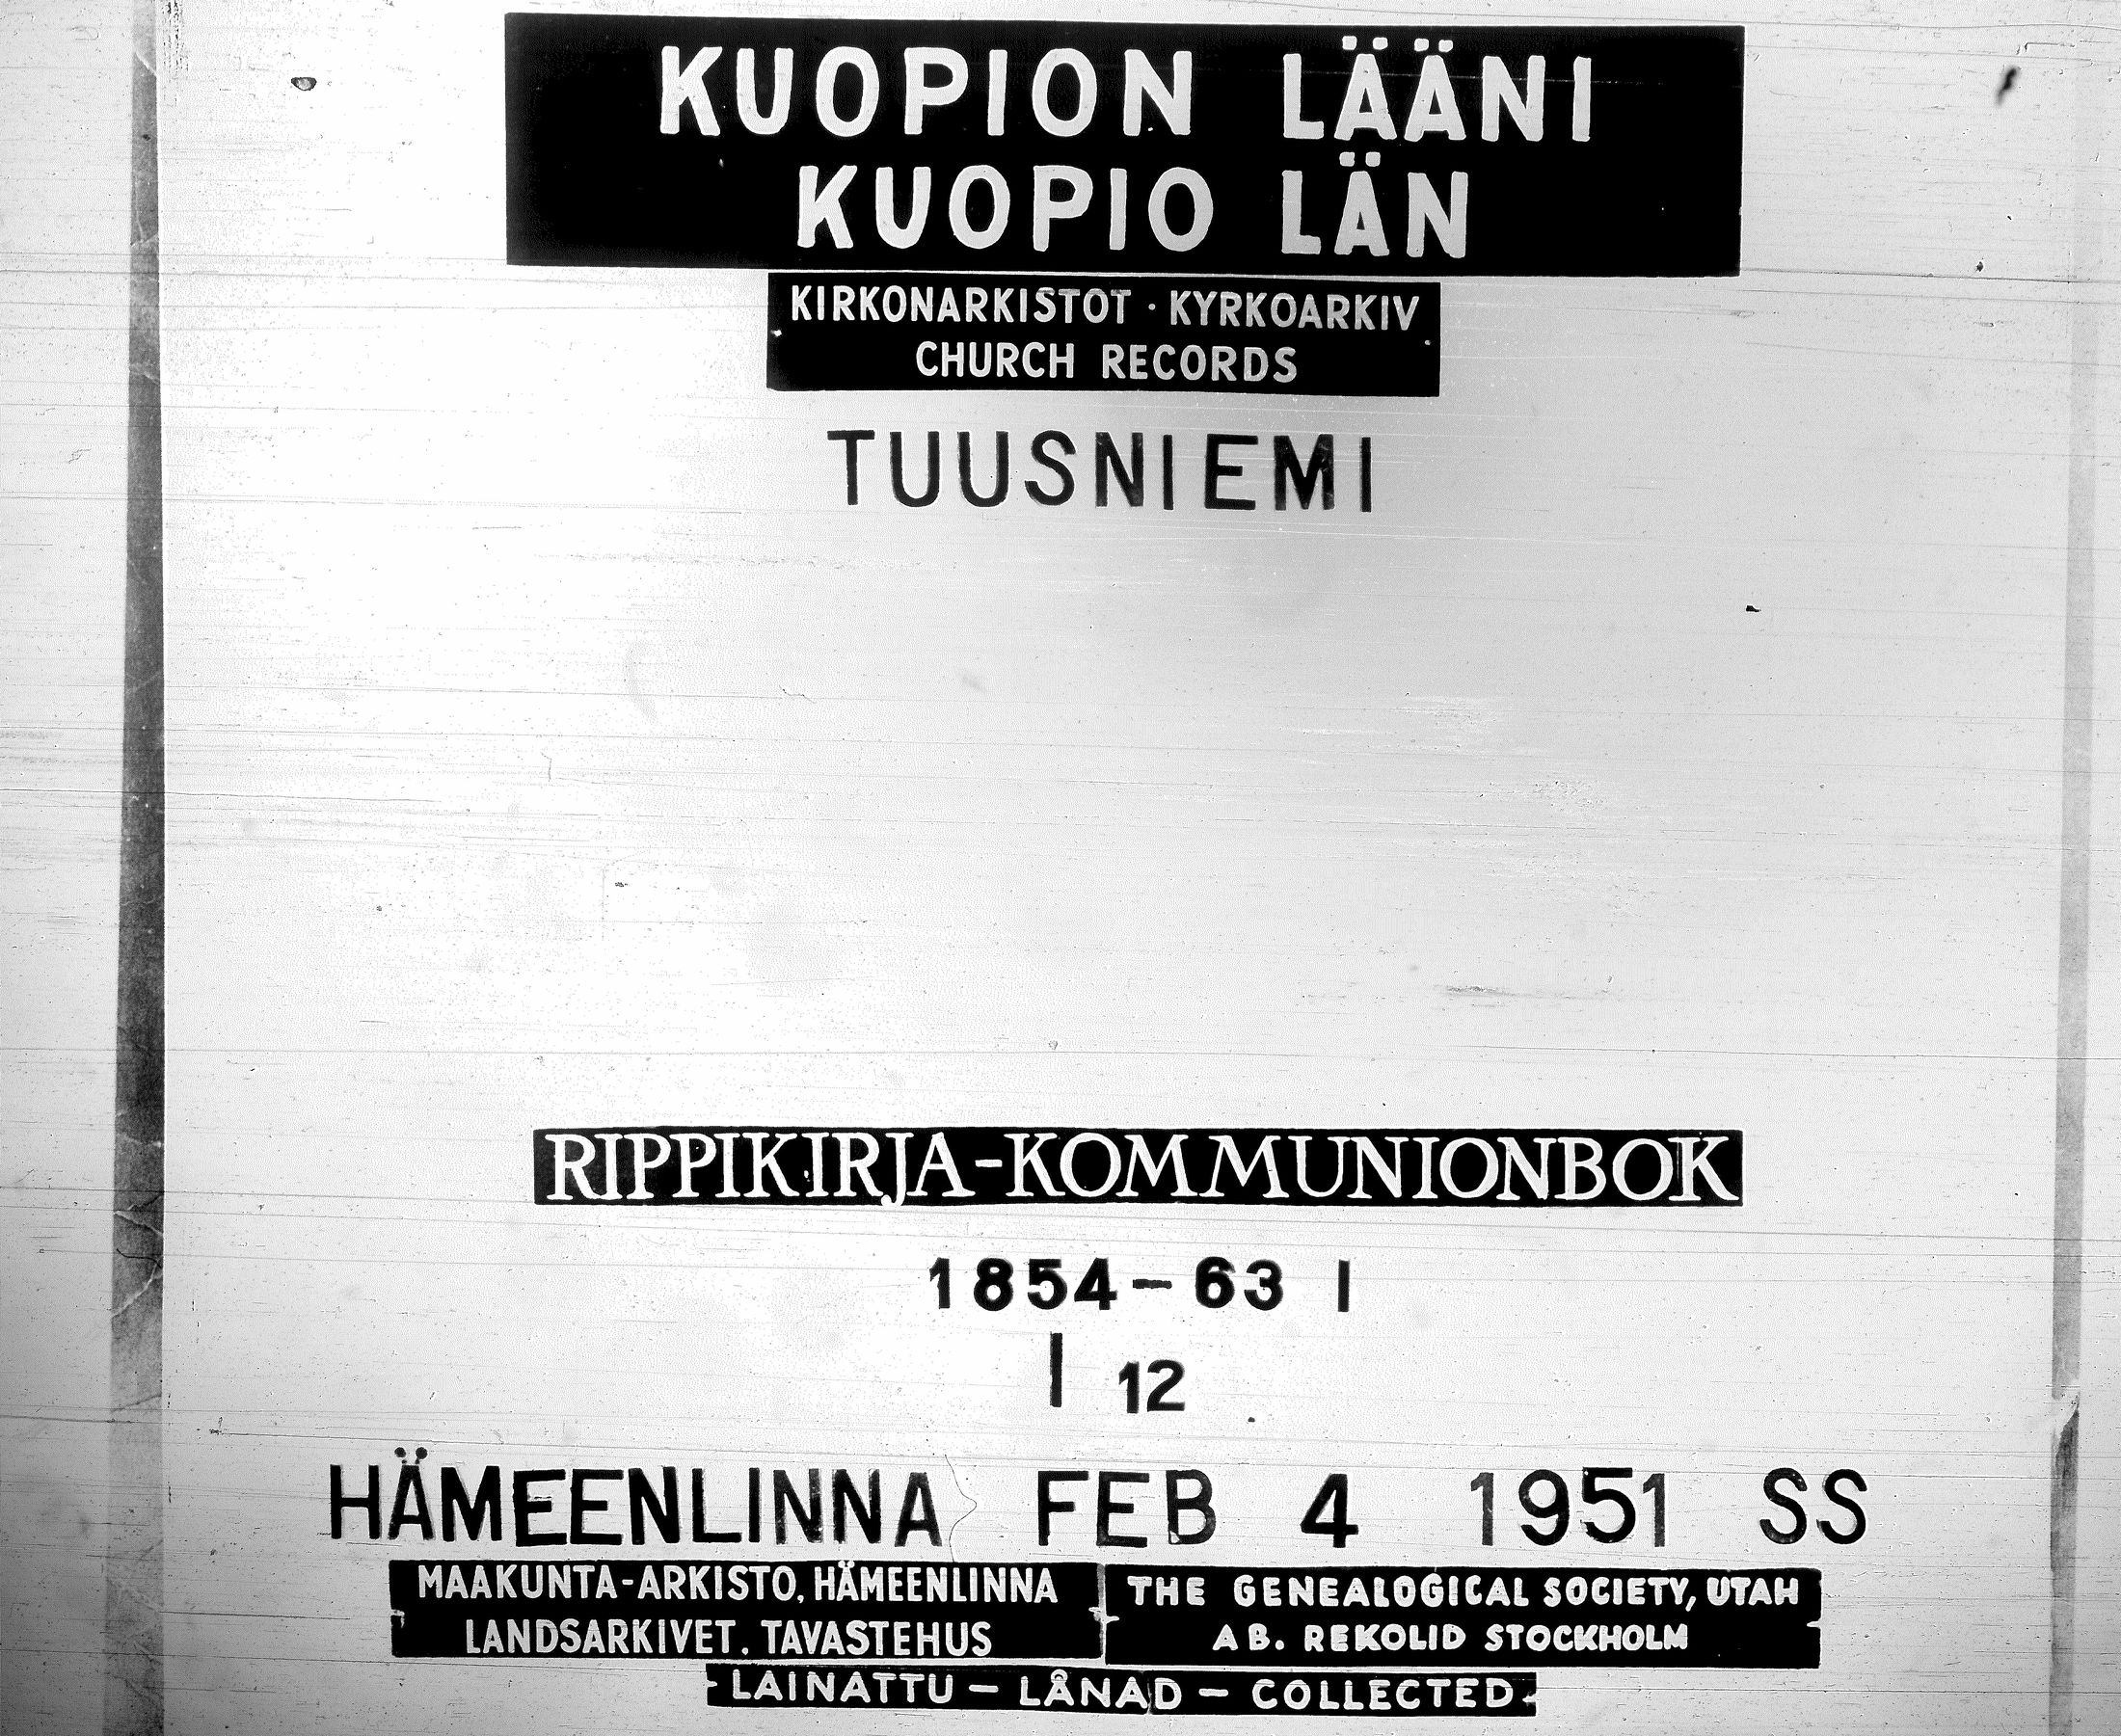 KUOPION LÄÄNI
KUOPIO LÄN
KIRKONARKISTOT · KYRKOARKIV
CHURCH RECORDS
TUUSNIEMI
RIPPIKIRJA-KOMMUNIONBOK
1854-63 I
I 12
HÄMEENLINNA FEB 4 1951 SS
MAAKUNTA-ARKISTO, HÄMEENLINNA
LANDSARKIVET. TAVASTEHUS
THE GENEALOGICAL SOCIETY, UTAH
AB. REKOLID STOCKHOLM
LAINATTU - LÅNAD - COLLECTED